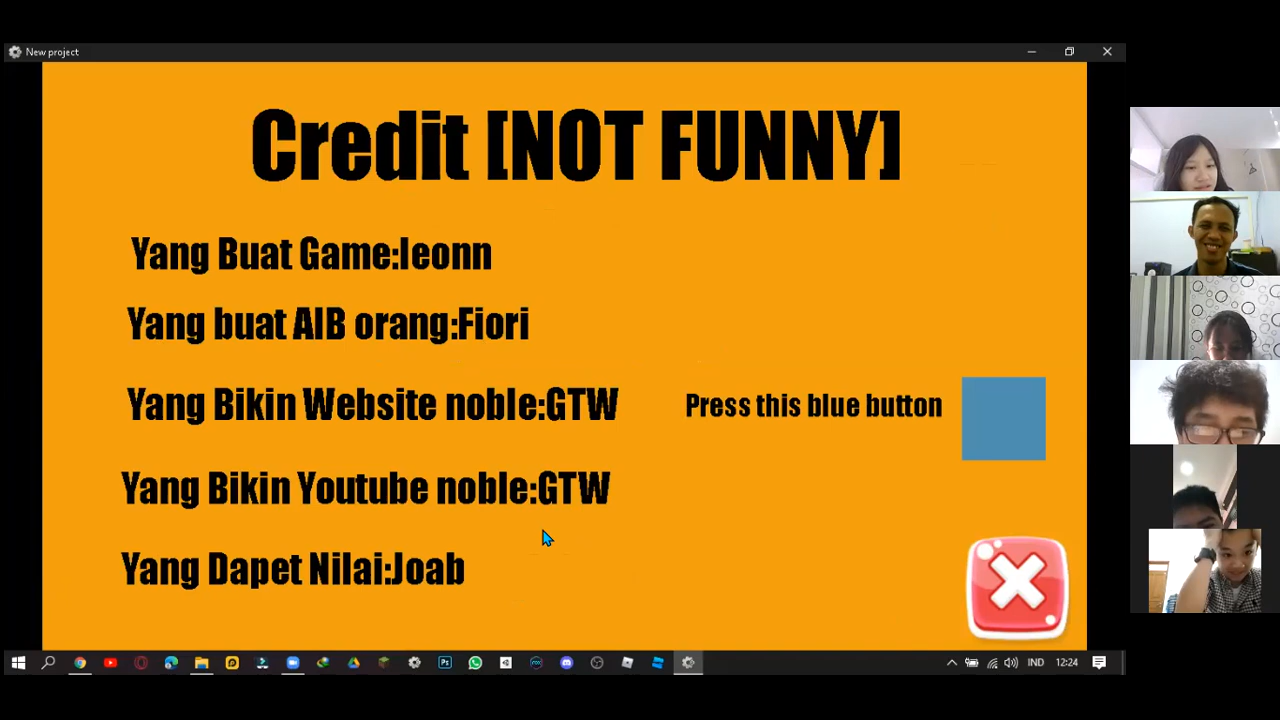 New project
Credit [NOT FUNNY]
Yang Buat Game:leonn
Yang buat AIB orang:Fiori
Yang Bikin Website noble:GTW
Press this blue button
Yang Bikin Youtube noble:GTW
Yang Dapet Nilai:Joab
Ps
IND
12:24